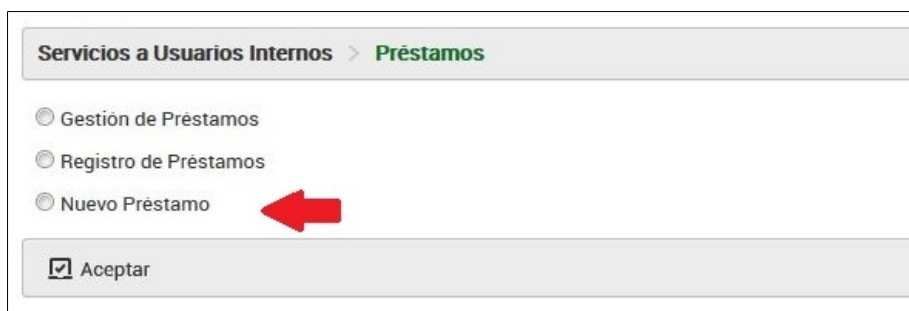 Servicios a Usuarios Internos > Préstamos
Gestión de Préstamos
Registro de Préstamos
Nuevo Préstamo
Aceptar